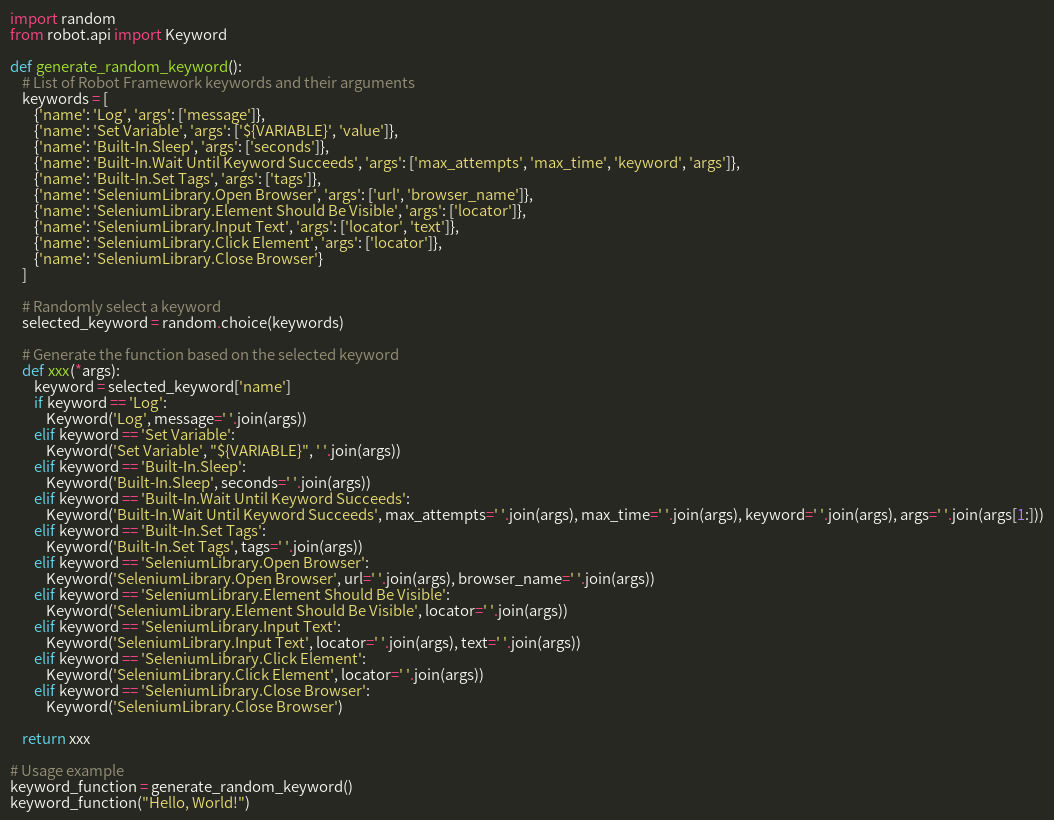 import random
from robot.api import Keyword

def generate_random_keyword():
    # List of Robot Framework keywords and their arguments
    keywords = [
        {'name': 'Log', 'args': ['message']},
        {'name': 'Set Variable', 'args': ['${VARIABLE}', 'value']},
        {'name': 'Built-In.Sleep', 'args': ['seconds']},
        {'name': 'Built-In.Wait Until Keyword Succeeds', 'args': ['max_attempts', 'max_time', 'keyword', 'args']},
        {'name': 'Built-In.Set Tags', 'args': ['tags']},
        {'name': 'SeleniumLibrary.Open Browser', 'args': ['url', 'browser_name']},
        {'name': 'SeleniumLibrary.Element Should Be Visible', 'args': ['locator']},
        {'name': 'SeleniumLibrary.Input Text', 'args': ['locator', 'text']},
        {'name': 'SeleniumLibrary.Click Element', 'args': ['locator']},
        {'name': 'SeleniumLibrary.Close Browser'}
    ]

    # Randomly select a keyword
    selected_keyword = random.choice(keywords)

    # Generate the function based on the selected keyword
    def xxx(*args):
        keyword = selected_keyword['name']
        if keyword == 'Log':
            Keyword('Log', message=' '.join(args))
        elif keyword == 'Set Variable':
            Keyword('Set Variable', "${VARIABLE}", ' '.join(args))
        elif keyword == 'Built-In.Sleep':
            Keyword('Built-In.Sleep', seconds=' '.join(args))
        elif keyword == 'Built-In.Wait Until Keyword Succeeds':
            Keyword('Built-In.Wait Until Keyword Succeeds', max_attempts=' '.join(args), max_time=' '.join(args), keyword=' '.join(args), args=' '.join(args[1:]))
        elif keyword == 'Built-In.Set Tags':
            Keyword('Built-In.Set Tags', tags=' '.join(args))
        elif keyword == 'SeleniumLibrary.Open Browser':
            Keyword('SeleniumLibrary.Open Browser', url=' '.join(args), browser_name=' '.join(args))
        elif keyword == 'SeleniumLibrary.Element Should Be Visible':
            Keyword('SeleniumLibrary.Element Should Be Visible', locator=' '.join(args))
        elif keyword == 'SeleniumLibrary.Input Text':
            Keyword('SeleniumLibrary.Input Text', locator=' '.join(args), text=' '.join(args))
        elif keyword == 'SeleniumLibrary.Click Element':
            Keyword('SeleniumLibrary.Click Element', locator=' '.join(args))
        elif keyword == 'SeleniumLibrary.Close Browser':
            Keyword('SeleniumLibrary.Close Browser')

    return xxx

# Usage example
keyword_function = generate_random_keyword()
keyword_function("Hello, World!")